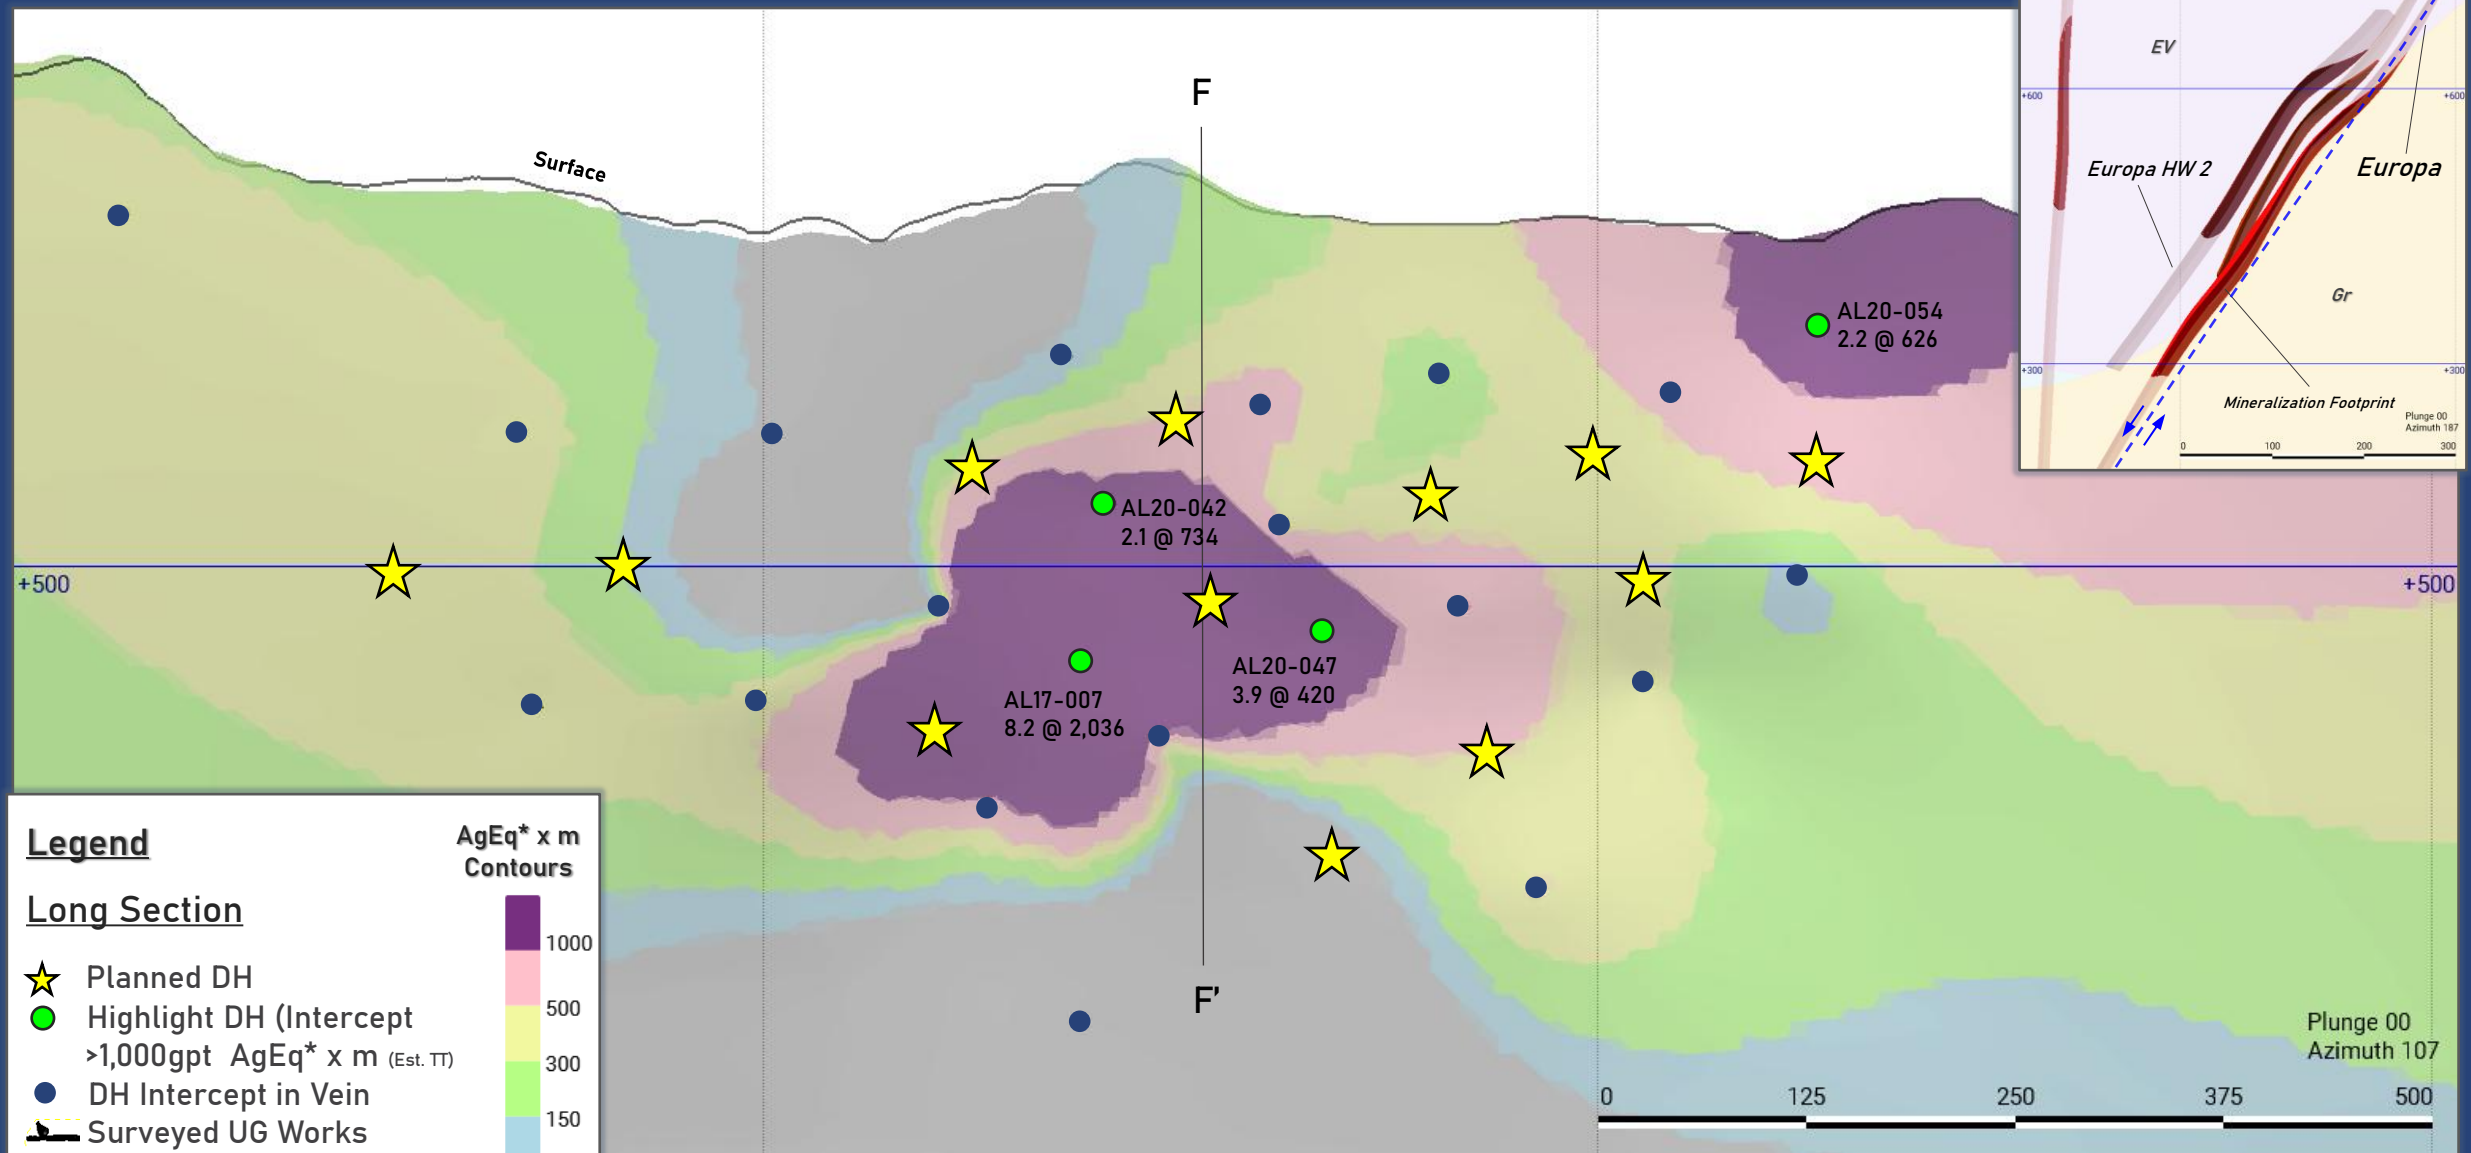 F
Surface
AL20-054
2.2 @ 626
AL20-042
2.1 @ 734
+500
+500
AL20-047
3.9 @ 420
AL17-007
8.2 @ 2,036
F'
Plunge 00
Azimuth 107
0 125 250 375 500
EV
+600
+600
Europa HW 2
Europa
Gr
+300
+300
Mineralization Footprint
Plunge 00
Azimuth 187
0 100 200 300
Legend
AgEq* x m
Contours
Long Section
1000
Planned DH
500
Highlight DH (Intercept
>1,000gpt AgEq* x m (Est. TT)
300
DH Intercept in Vein
150
Surveyed UG Works